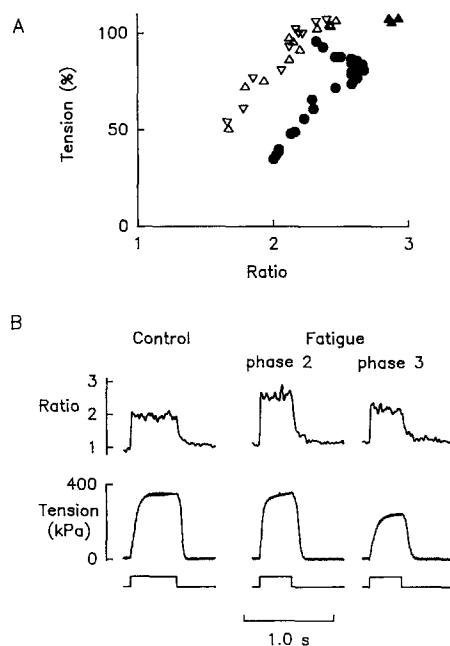 A
100
50
0
Tension (%)
1 2 3
Ratio
B
Control Fatigue
phase 2 phase 3
3
Ratio 2
1
400
Tension
(kPa)
0
1.0 s